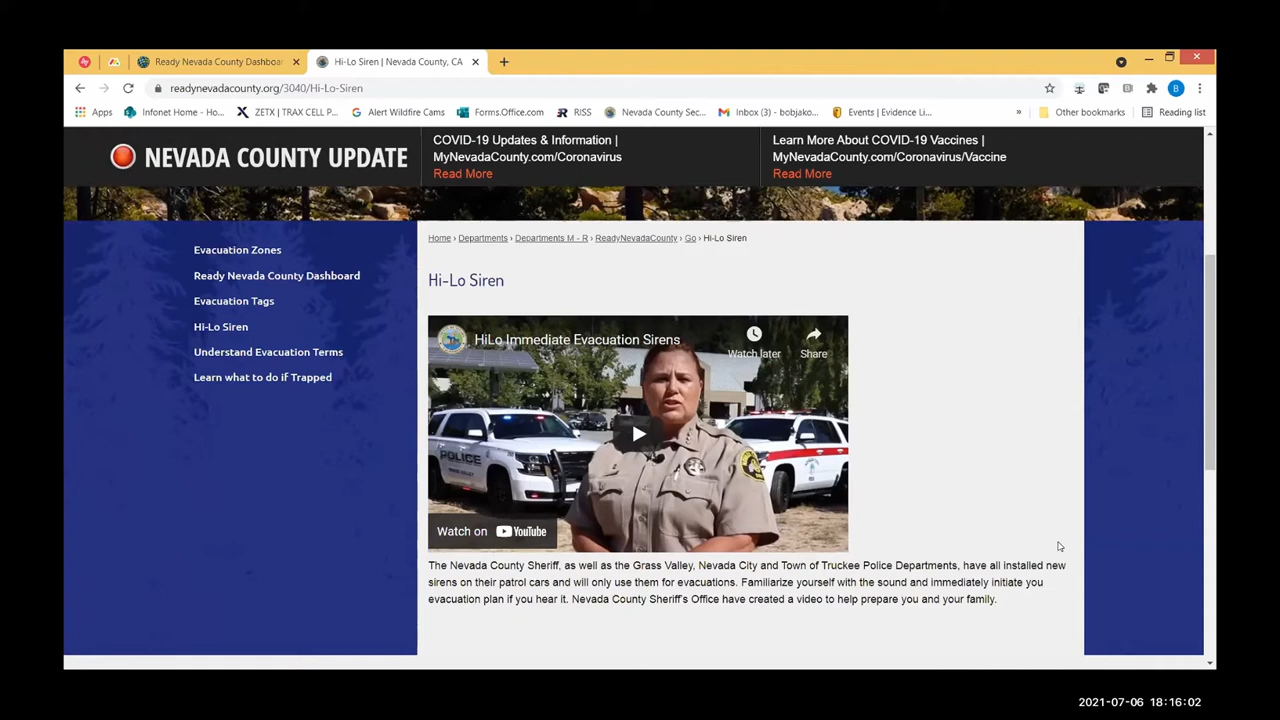 Ready Nevada County Dashboa
Hi-Lo Siren | Nevada County, CA
readynevadacounty.org/3040/Hi-Lo-Siren
B
Apps
Infonet Home - Ho...
ZETX | TRAX CELL P...
Alert Wildfire Cams
Forms.Office.com
RISS
Nevada County Sec...
Inbox (3) - bobjako...
Events | Evidence Li...
»
Other bookmarks
Reading list
NEVADA COUNTY UPDATE
COVID-19 Updates & Information |
MyNevadaCounty.com/Coronavirus
Read More
Learn More About COVID-19 Vaccines |
MyNevadaCounty.com/Coronavirus/Vaccine
Read More
Evacuation Zones
Ready Nevada County Dashboard
Evacuation Tags
Hi-Lo Siren
Understand Evacuation Terms
Learn what to do if Trapped
Home › Departments › Departments M - R › ReadyNevadaCounty › Go › Hi-Lo Siren
Hi-Lo Siren
HiLo Immediate Evacuation Sirens
Watch later
Share
POLICE
Watch on YouTube
The Nevada County Sheriff, as well as the Grass Valley, Nevada City and Town of Truckee Police Departments, have all installed new
sirens on their patrol cars and will only use them for evacuations. Familiarize yourself with the sound and immediately initiate you
evacuation plan if you hear it. Nevada County Sheriff's Office have created a video to help prepare you and your family.
2021-07-06 18:16:02